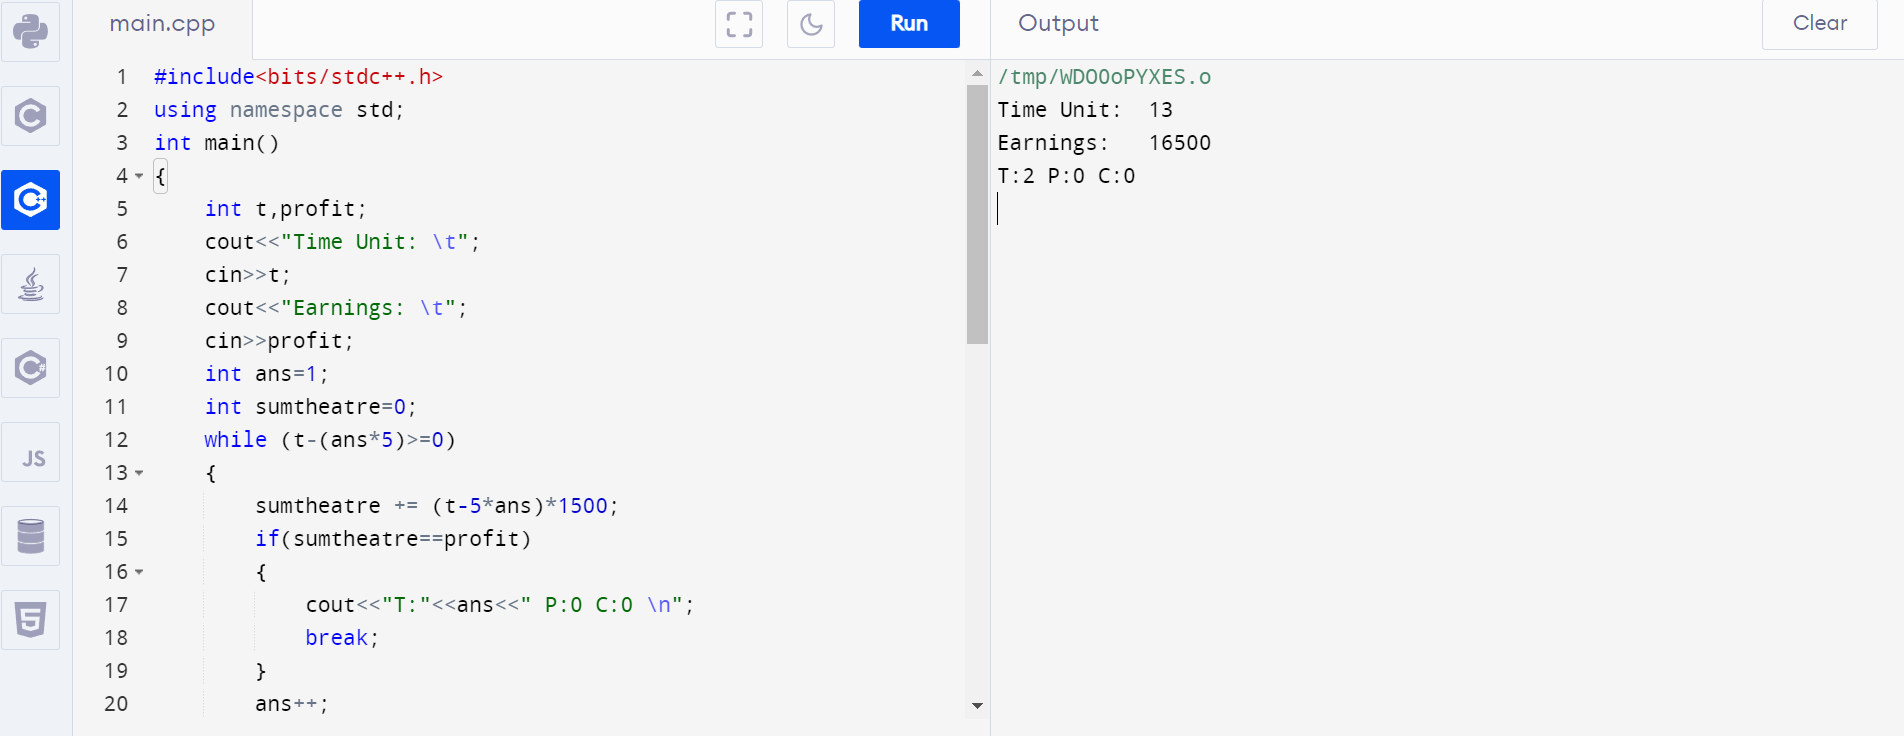 main.cpp
Run
Output
Clear
1 #include<bits/stdc++.h>
2 using namespace std;
3 int main()
4 {
5 int t,profit;
6 cout<<"Time Unit: \t";
7 cin>>t;
8 cout<<"Earnings: \t";
9 cin>>profit;
10 int ans=1;
11 int sumtheatre=0;
12 while (t-(ans*5)>=0)
13 {
14 sumtheatre += (t-5*ans)*1500;
15 if(sumtheatre==profit)
16 {
17 cout<<"T:"<<ans<<" P:0 C:0 \n";
18 break;
19 }
20 ans++;
/tmp/WDOOoPYXES.o
Time Unit: 13
Earnings: 16500
T:2 P:0 C:0
C
C++
C#
JS
5